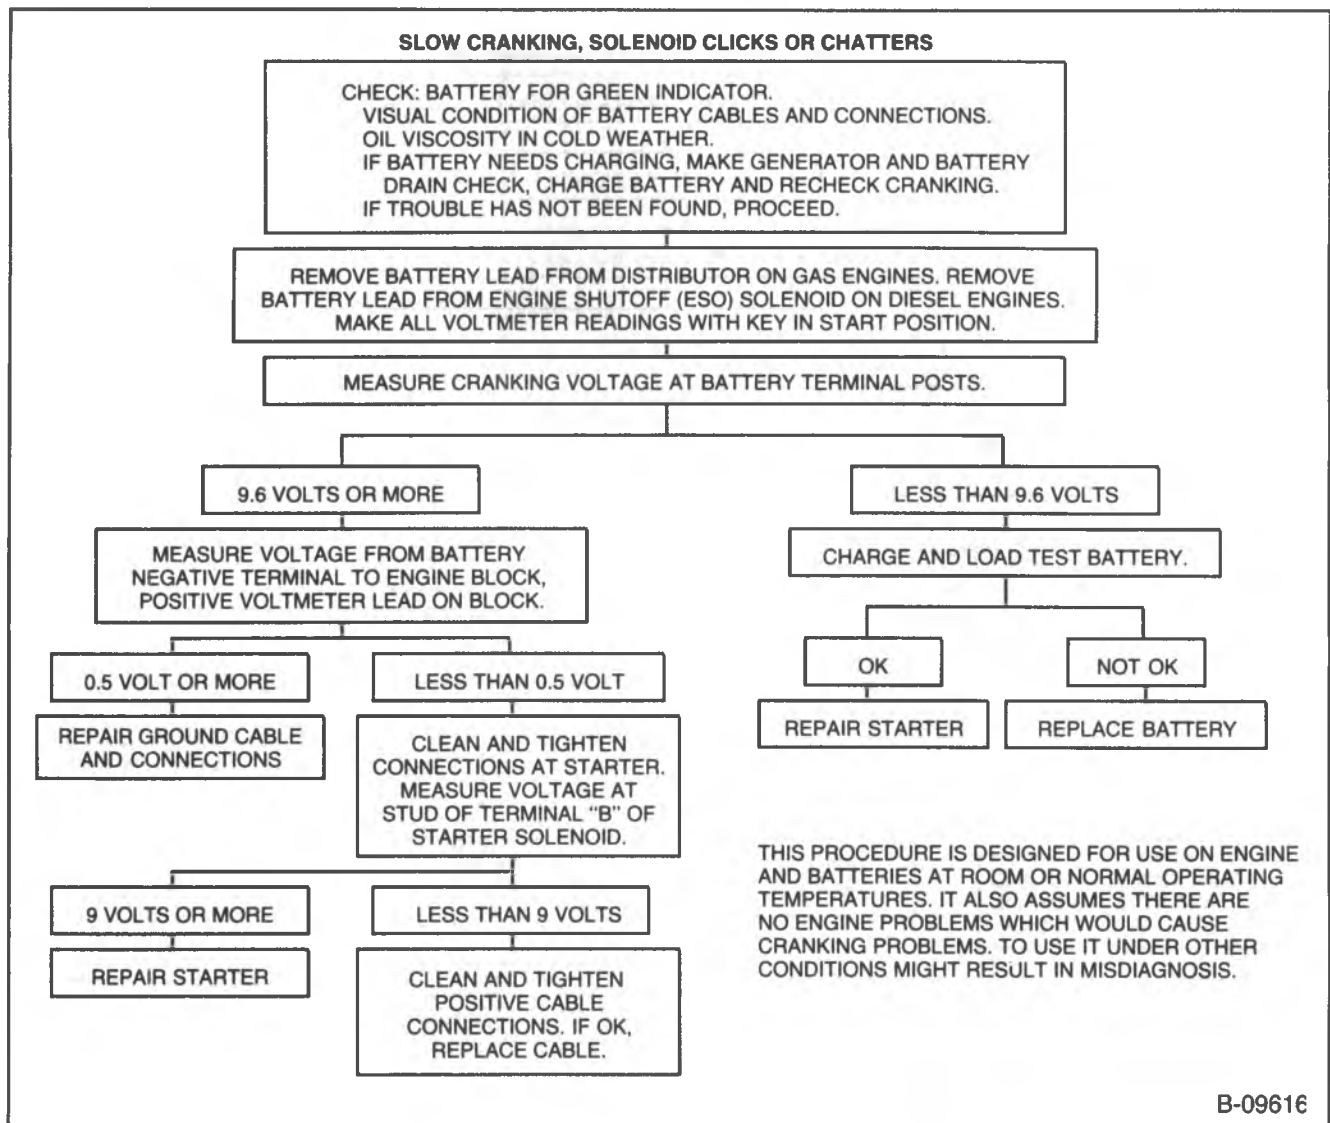 SLOW CRANKING, SOLENOID CLICKS OR CHATTERS
CHECK: BATTERY FOR GREEN INDICATOR.
VISUAL CONDITION OF BATTERY CABLES AND CONNECTIONS.
OIL VISCOSITY IN COLD WEATHER.
IF BATTERY NEEDS CHARGING, MAKE GENERATOR AND BATTERY
DRAIN CHECK, CHARGE BATTERY AND RECHECK CRANKING.
IF TROUBLE HAS NOT BEEN FOUND, PROCEED.
REMOVE BATTERY LEAD FROM DISTRIBUTOR ON GAS ENGINES. REMOVE
BATTERY LEAD FROM ENGINE SHUTOFF (ESO) SOLENOID ON DIESEL ENGINES.
MAKE ALL VOLTMETER READINGS WITH KEY IN START POSITION.
MEASURE CRANKING VOLTAGE AT BATTERY TERMINAL POSTS.
9.6 VOLTS OR MORE
MEASURE VOLTAGE FROM BATTERY
NEGATIVE TERMINAL TO ENGINE BLOCK,
POSITIVE VOLTMETER LEAD ON BLOCK.
0.5 VOLT OR MORE
REPAIR GROUND CABLE
AND CONNECTIONS
LESS THAN 0.5 VOLT
CLEAN AND TIGHTEN
CONNECTIONS AT STARTER.
MEASURE VOLTAGE AT
STUD OF TERMINAL “B” OF
STARTER SOLENOID.
9 VOLTS OR MORE
REPAIR STARTER
LESS THAN 9 VOLTS
CLEAN AND TIGHTEN
POSITIVE CABLE
CONNECTIONS. IF OK,
REPLACE CABLE.
LESS THAN 9.6 VOLTS
CHARGE AND LOAD TEST BATTERY.
OK
REPAIR STARTER
NOT OK
REPLACE BATTERY
THIS PROCEDURE IS DESIGNED FOR USE ON ENGINE
AND BATTERIES AT ROOM OR NORMAL OPERATING
TEMPERATURES. IT ALSO ASSUMES THERE ARE
NO ENGINE PROBLEMS WHICH WOULD CAUSE
CRANKING PROBLEMS. TO USE IT UNDER OTHER
CONDITIONS MIGHT RESULT IN MISDIAGNOSIS.
B-09616